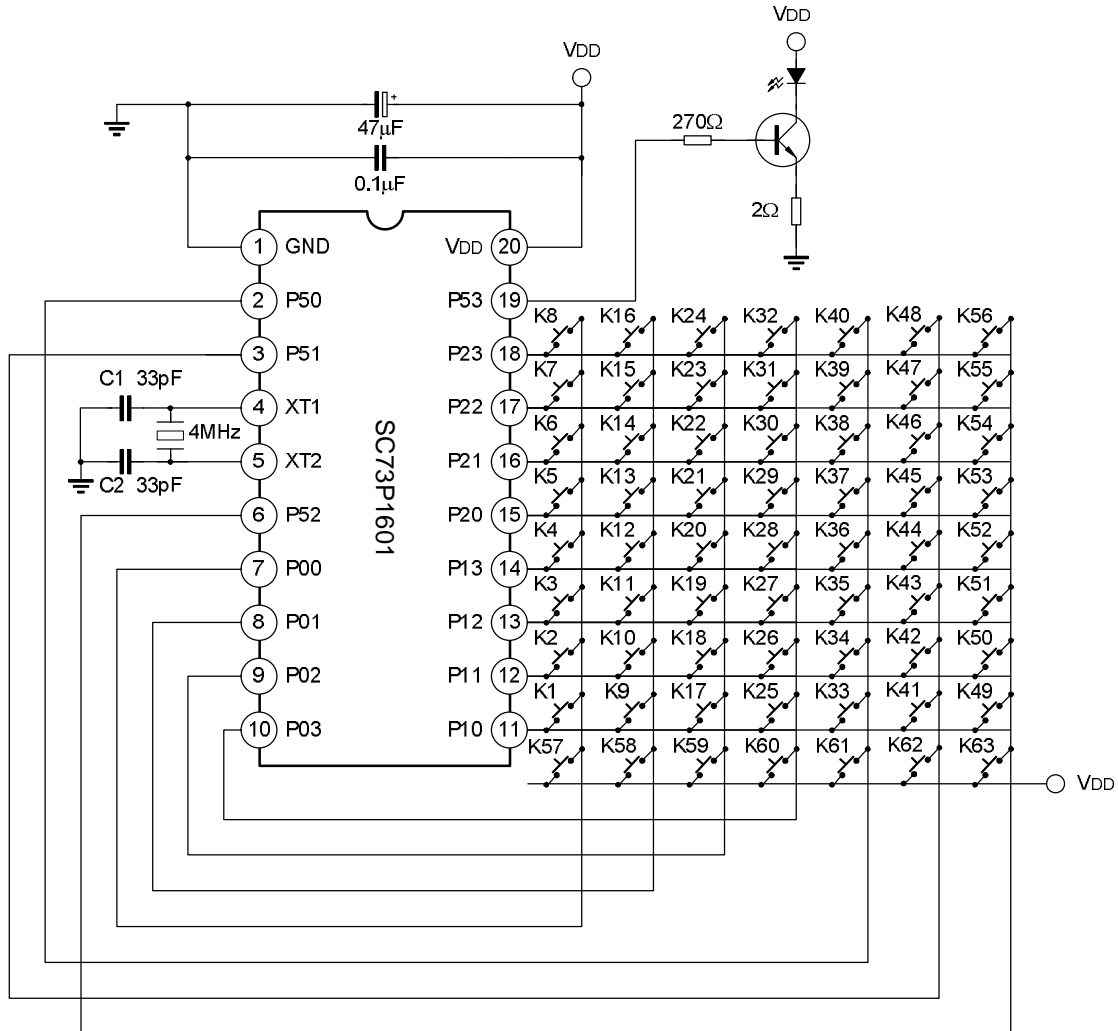 VDD
VDD
47µF
+
0.1µF
270Ω
2Ω
1 GND VDD 20
2 P50 P53 19
3 P51 P23 18
4 XT1 P22 17
5 XT2 P21 16
6 P52 P20 15
7 P00 P13 14
8 P01 P12 13
9 P02 P11 12
10 P03 P10 11
SC73P1601
C1 33pF
4MHz
C2 33pF
K8 K16 K24 K32 K40 K48 K56
K7 K15 K23 K31 K39 K47 K55
K6 K14 K22 K30 K38 K46 K54
K5 K13 K21 K29 K37 K45 K53
K4 K12 K20 K28 K36 K44 K52
K3 K11 K19 K27 K35 K43 K51
K2 K10 K18 K26 K34 K42 K50
K1 K9 K17 K25 K33 K41 K49
K57 K58 K59 K60 K61 K62 K63
VDD